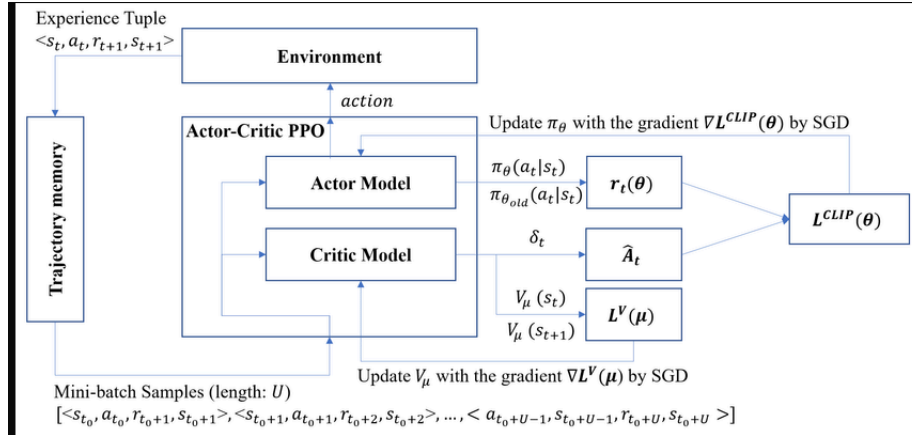 Experience Tuple
<s_t, a_t, r_{t+1}, s_{t+1}>
Environment
action
Actor-Critic PPO
Update π_θ with the gradient ∇L^{CLIP}(θ) by SGD
Trajectory memory
Actor Model
π_θ(a_t|s_t)
π_{θ_{old}}(a_t|s_t)
r_t(θ)
L^{CLIP}(θ)
Critic Model
δ_t
Â_t
V_μ (s_t)
V_μ (s_{t+1})
L^V(μ)
Update V_μ with the gradient ∇L^V(μ) by SGD
Mini-batch Samples (length: U)
[<s_{t_0}, a_{t_0}, r_{t_0+1}, s_{t_0+1}>, <s_{t_0+1}, a_{t_0+1}, r_{t_0+2}, s_{t_0+2}>, ..., < a_{t_0+U-1}, s_{t_0+U-1}, r_{t_0+U}, s_{t_0+U} >]